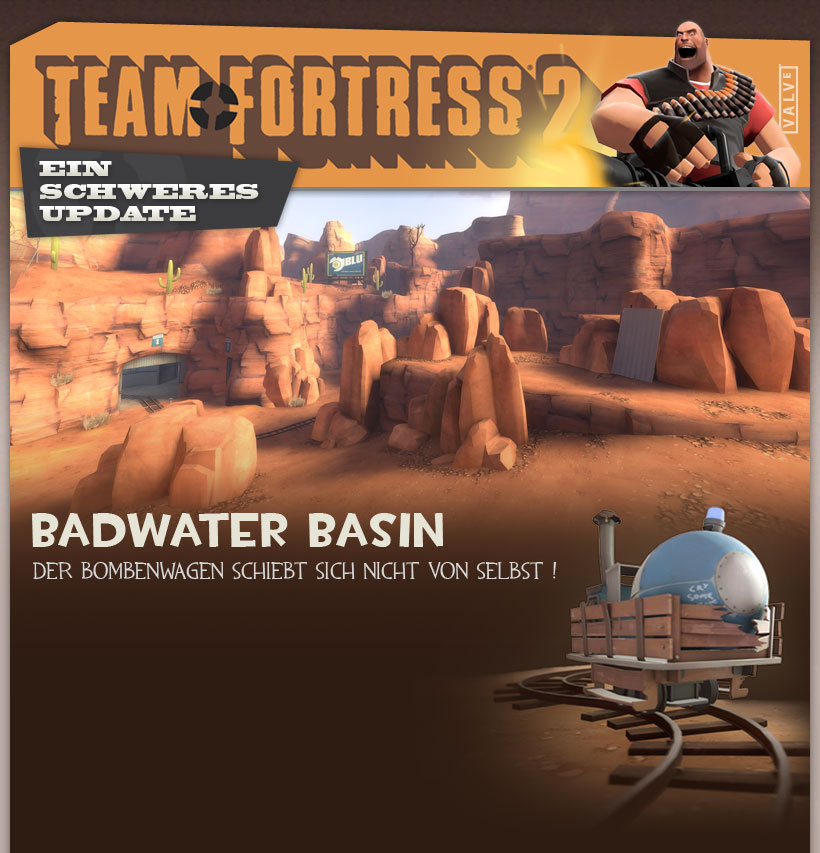 TEAM FORTRESS 2
VALVE
EIN
SCHWERES
UPDATE
BLU
BADWATER BASIN
DER BOMBENWAGEN SCHIEBT SICH NICHT VON SELBST !